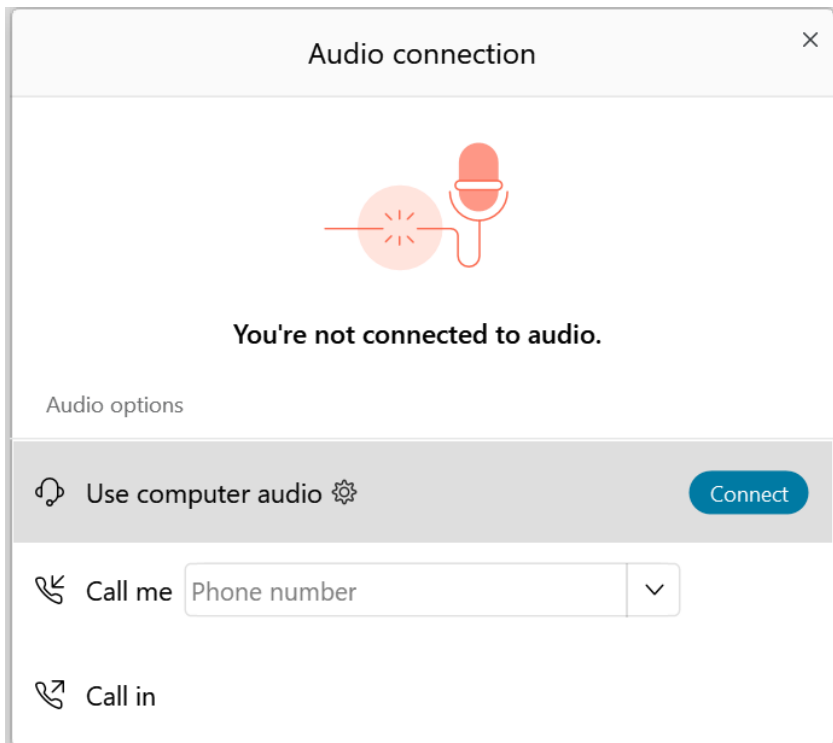 Audio connection
You're not connected to audio.
Audio options
Use computer audio
Connect
Call me
Phone number
Call in